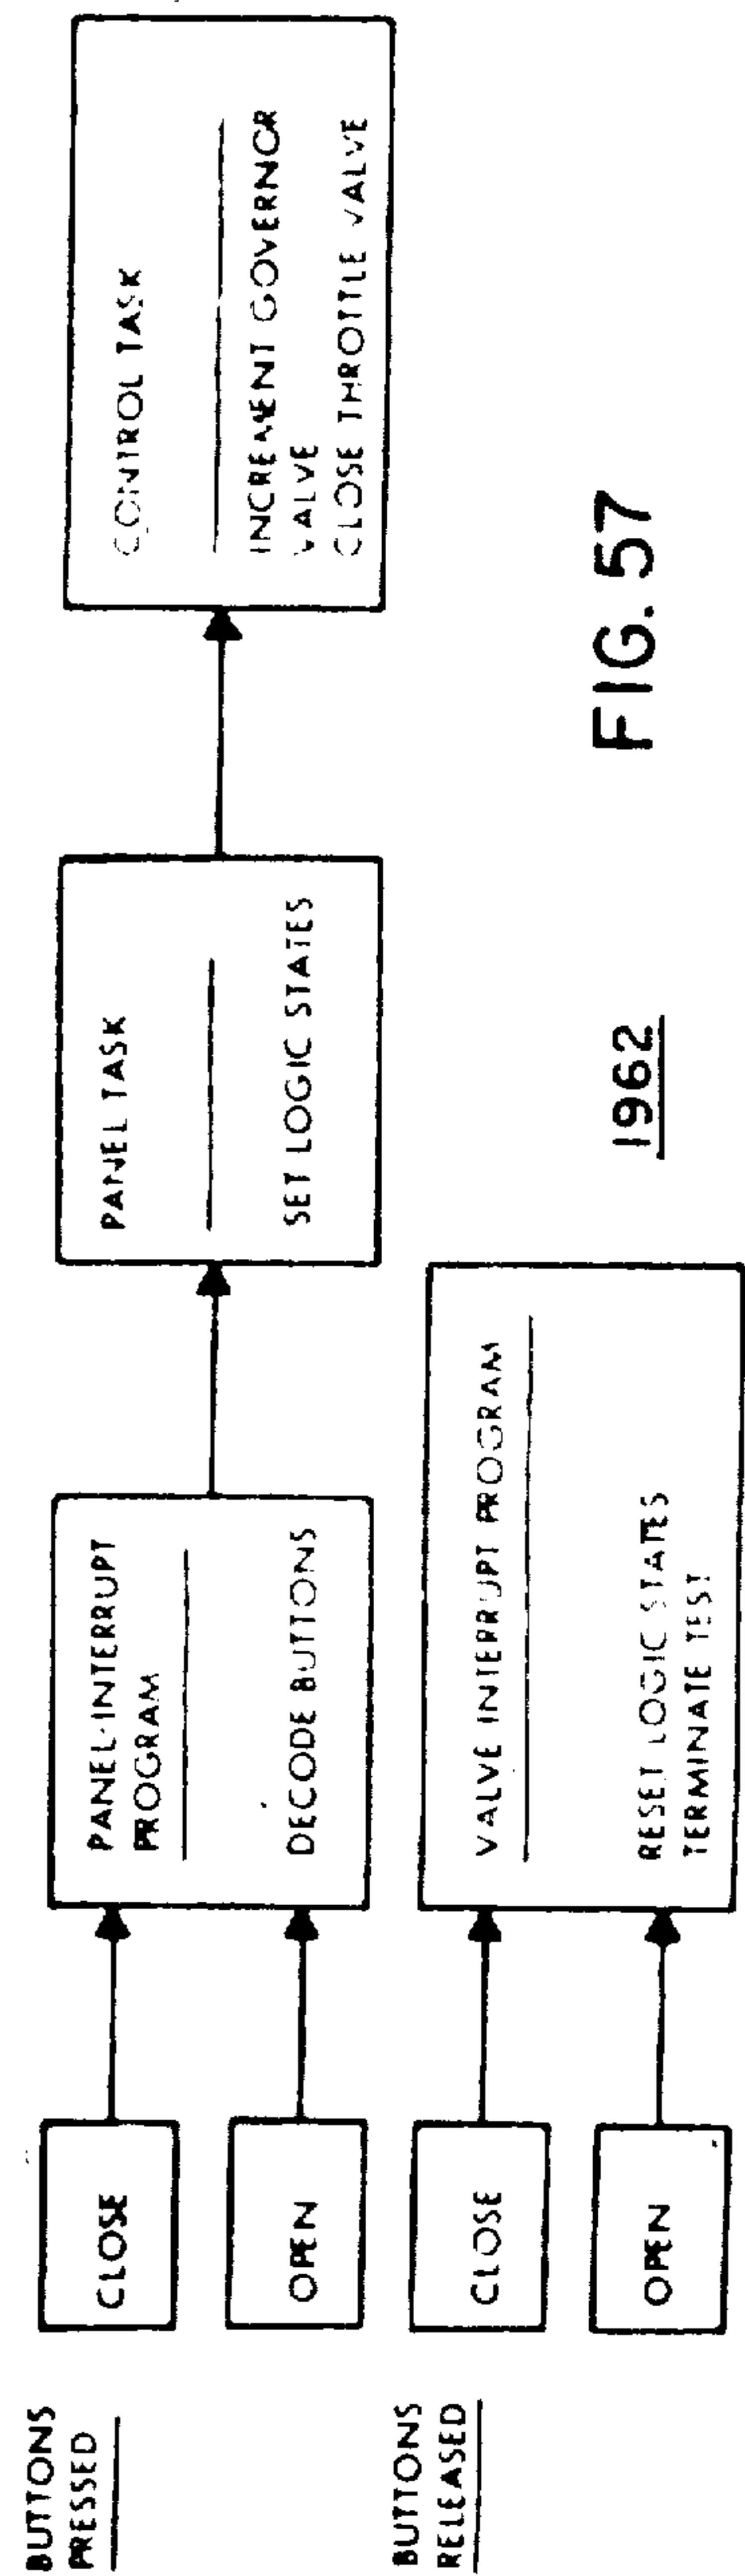 BUTTONS
PRESSED
CLOSE
OPEN
PANEL-INTERRUPT
PROGRAM
DECODE BUTTONS
PANEL TASK
SET LOGIC STATES
CONTROL TASK
INCREMENT GOVERNOR
VALVE
CLOSE THROTTLE VALVE
BUTTONS
RELEASED
CLOSE
OPEN
VALVE INTERRUPT PROGRAM
RESET LOGIC STATES
TERMINATE TEST
1962
FIG. 57